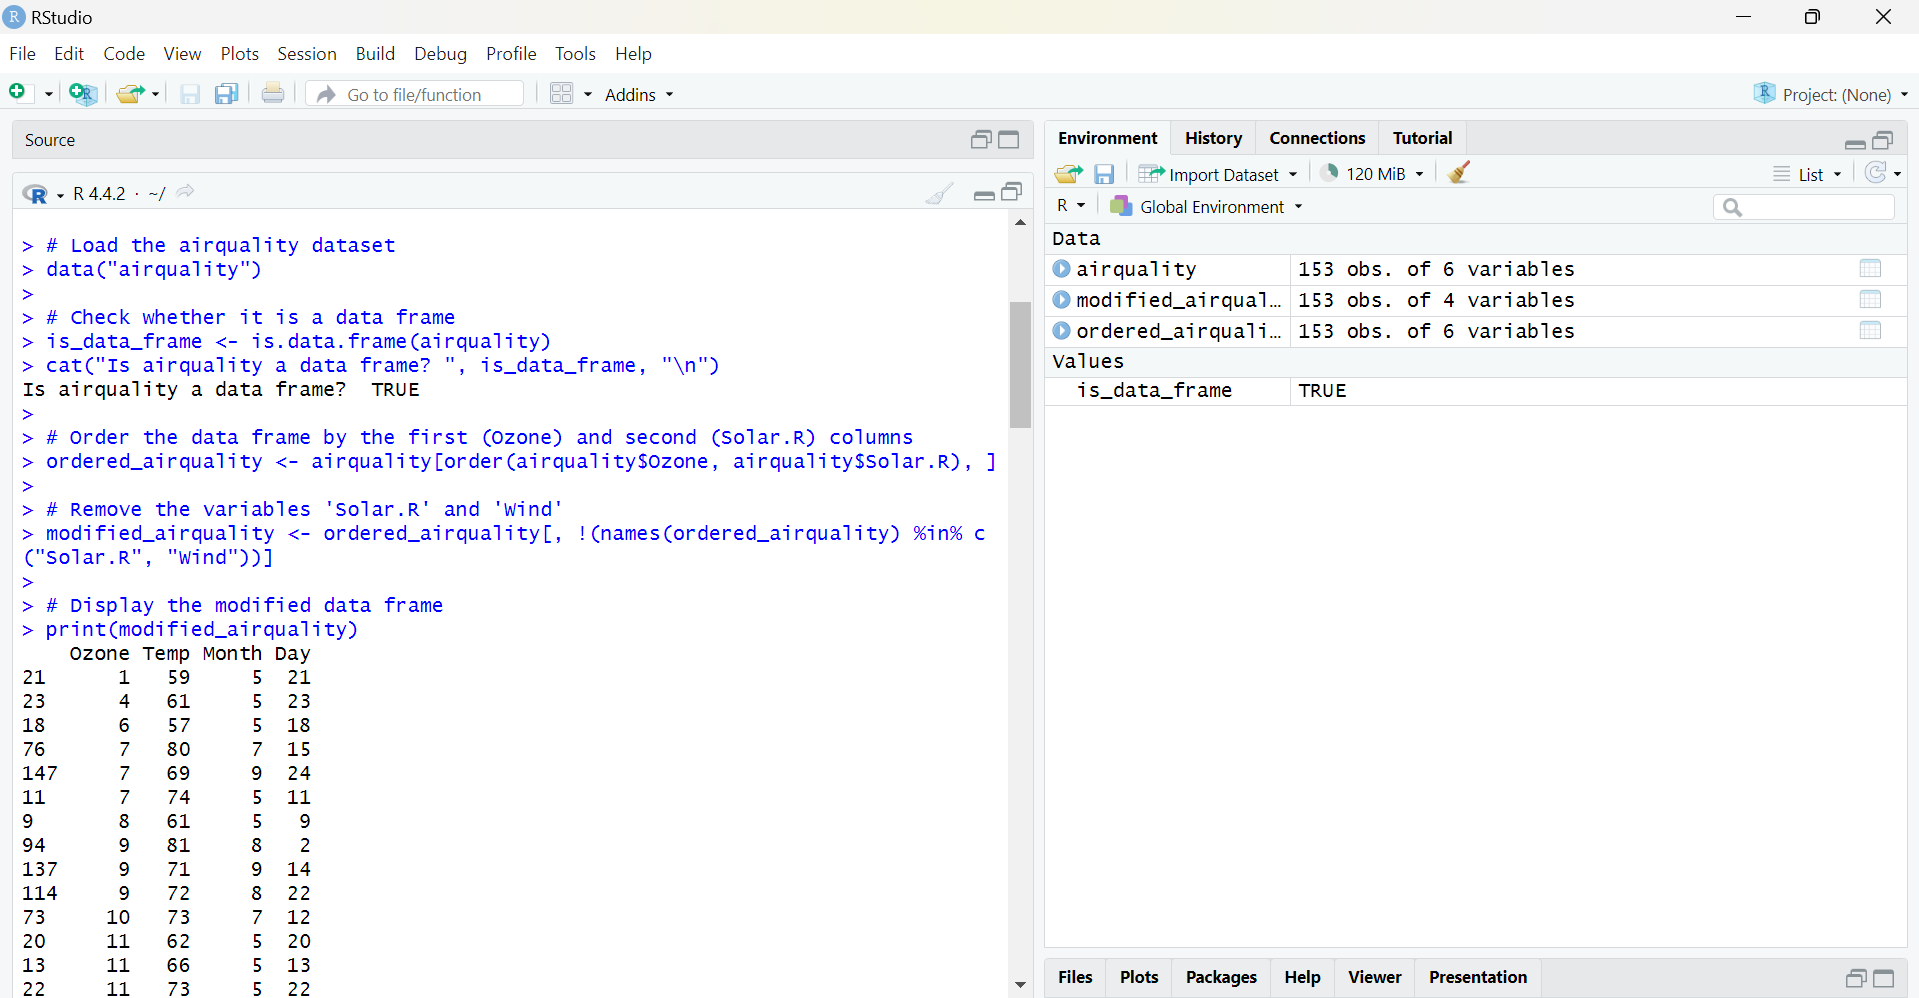 RStudio
File Edit Code View Plots Session Build Debug Profile Tools Help
Go to file/function Addins Project: (None)
Source
R 4.4.2 · ~/
> # Load the airquality dataset
> data("airquality")
>
> # Check whether it is a data frame
> is_data_frame <- is.data.frame(airquality)
> cat("Is airquality a data frame? ", is_data_frame, "\n")
Is airquality a data frame?  TRUE
>
> # Order the data frame by the first (Ozone) and second (Solar.R) columns
> ordered_airquality <- airquality[order(airquality$Ozone, airquality$Solar.R), ]
>
> # Remove the variables 'Solar.R' and 'Wind'
> modified_airquality <- ordered_airquality[, !(names(ordered_airquality) %in% c
("Solar.R", "Wind"))]
>
> # Display the modified data frame
> print(modified_airquality)
    Ozone Temp Month Day
21      1   59     5  21
23      4   61     5  23
18      6   57     5  18
76      7   80     7  15
147     7   69     9  24
11      7   74     5  11
9       8   61     5   9
94      9   81     8   2
137     9   71     9  14
114     9   72     8  22
73     10   73     7  12
20     11   62     5  20
13     11   66     5  13
22     11   73     5  22
Environment History Connections Tutorial
Import Dataset 120 MiB List
R Global Environment
Data
airquality 153 obs. of 6 variables
modified_airqual… 153 obs. of 4 variables
ordered_airquali… 153 obs. of 6 variables
Values
is_data_frame TRUE
Files Plots Packages Help Viewer Presentation